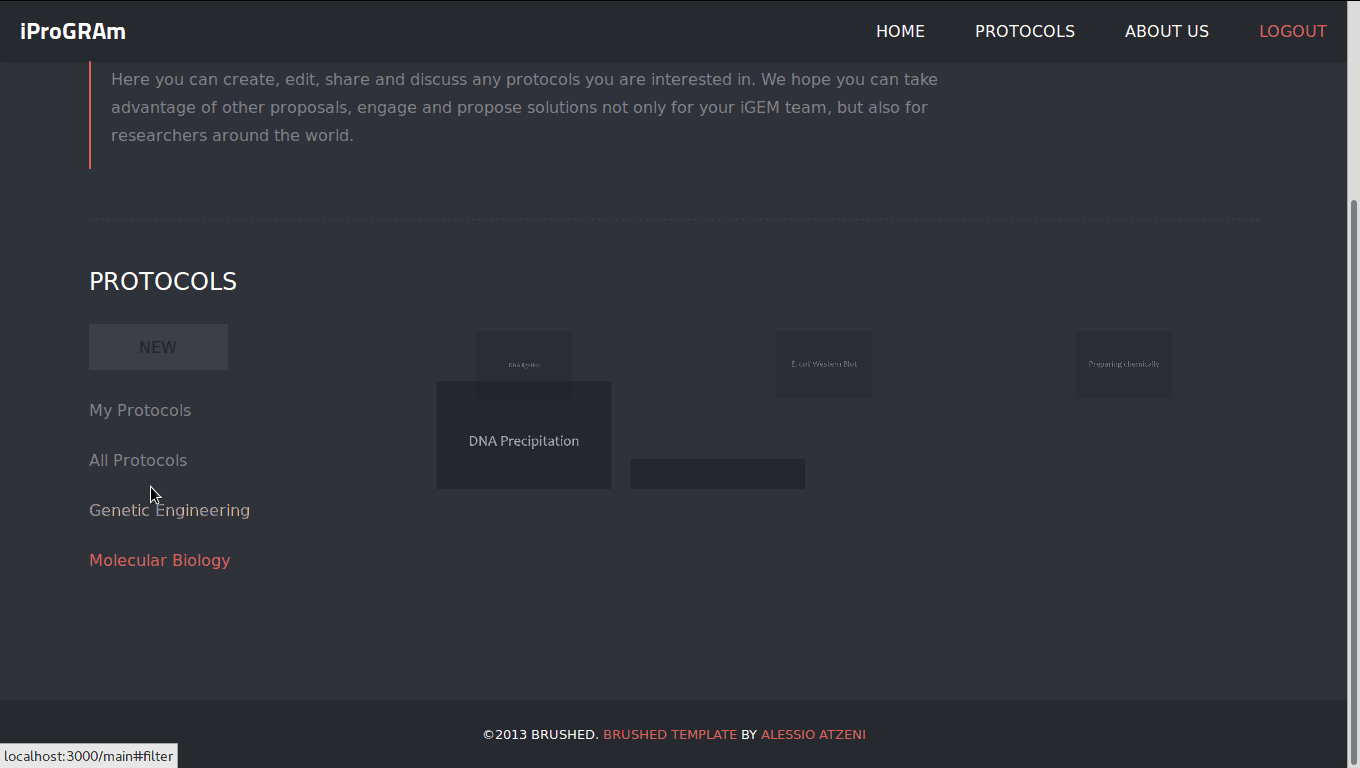 iProGRAm
HOME PROTOCOLS ABOUT US LOGOUT
Here you can create, edit, share and discuss any protocols you are interested in. We hope you can take
advantage of other proposals, engage and propose solutions not only for your iGEM team, but also for
researchers around the world.
PROTOCOLS
NEW
DNA ligation
E. coli Western Blot
Preparing chemically
My Protocols
DNA Precipitation
All Protocols
Genetic Engineering
Molecular Biology
©2013 BRUSHED. BRUSHED TEMPLATE BY ALESSIO ATZENI
localhost:3000/main#filter